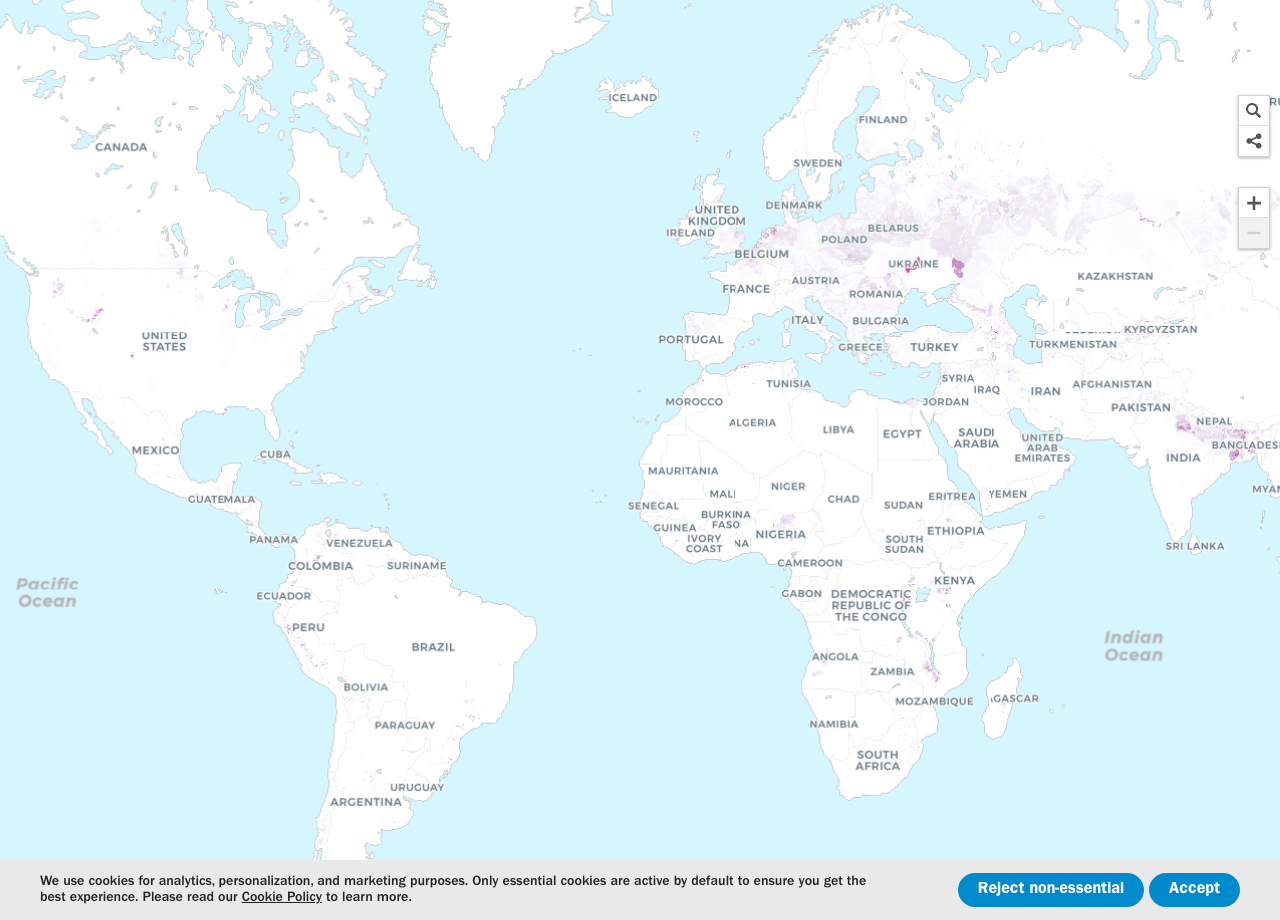 ICELAND
FINLAND
CANADA
SWEDEN
DENMARK
UNITED
KINGDOM
IRELAND
BELARUS
POLAND
BELGIUM
UKRAINE
KAZAKHSTAN
AUSTRIA
FRANCE
ROMANIA
ITALY
BULGARIA
KYRGYZSTAN
UNITED
STATES
PORTUGAL
GREECE
TURKEY
TURKMENISTAN
TUNISIA
SYRIA
IRAQ
IRAN
AFGHANISTAN
MOROCCO
JORDAN
PAKISTAN
ALGERIA
LIBYA
EGYPT
SAUDI
ARABIA
NEPAL
UNITED
ARAB
EMIRATES
BANGLADESH
MEXICO
CUBA
INDIA
MAURITANIA
NIGER
MALI
CHAD
ERITREA
YEMEN
GUATEMALA
SENEGAL
SUDAN
BURKINA
FASO
GUINEA
NIGERIA
ETHIOPIA
IVORY
COAST
NA
SOUTH
SUDAN
PANAMA
VENEZUELA
SRI LANKA
COLOMBIA
SURINAME
CAMEROON
KENYA
Pacific
Ocean
ECUADOR
GABON
DEMOCRATIC
REPUBLIC OF
THE CONGO
PERU
BRAZIL
Indian
Ocean
ANGOLA
ZAMBIA
BOLIVIA
MOZAMBIQUE
GASCAR
PARAGUAY
NAMIBIA
SOUTH
AFRICA
URUGUAY
ARGENTINA
We use cookies for analytics, personalization, and marketing purposes. Only essential cookies are active by default to ensure you get the
best experience. Please read our Cookie Policy to learn more.
Reject non-essential
Accept